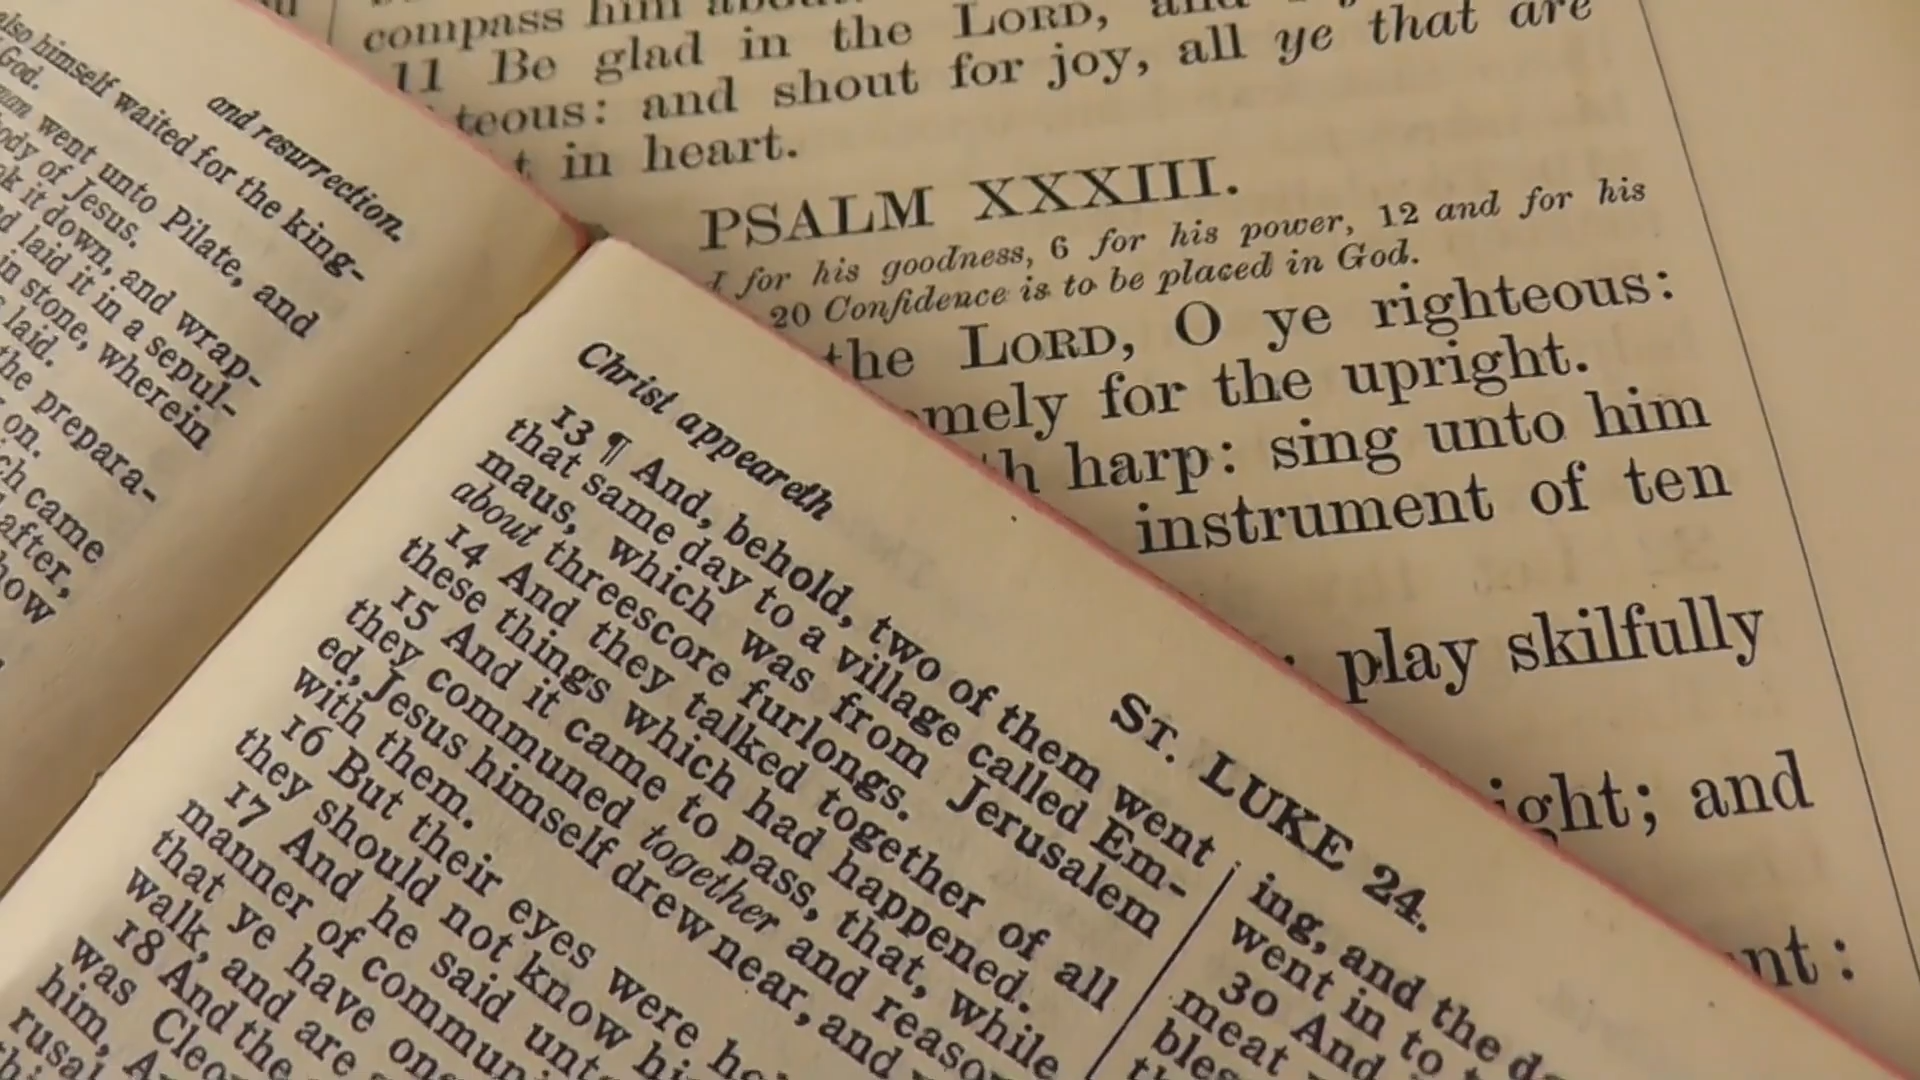 also himself waited for the king-
God.
went unto Pilate, and
body of Jesus.
it down, and wrap-
laid it in a sepul-
in stone, wherein
laid.
the prepara-
on.
came
after,
and resurrection.
compass him
11 Be glad in the LORD,
and shout for joy, all ye that are
in heart.
PSALM XXXIII.
for his goodness, 6 for his power, 12 and for his
20 Confidence is to be placed in God.
the LORD, O ye righteous:
for the upright.
harp: sing unto him
instrument of ten
play skilfully
and
Christ appeareth
ST. LUKE 24.
13 ¶ And, behold, two of them went
that same day to a village called Em-
maus, which was from Jerusalem
about threescore furlongs.
14 And they talked together of all
these things which had happened.
15 And it came to pass, that, while
they communed together and
ed, Jesus himself drew near, and
with them.
16 But their eyes were
they should not know
17 And he said
manner of
that ye have
walk, and are
18 And the
was
him,
ing, and the
went in to
30 And
meat